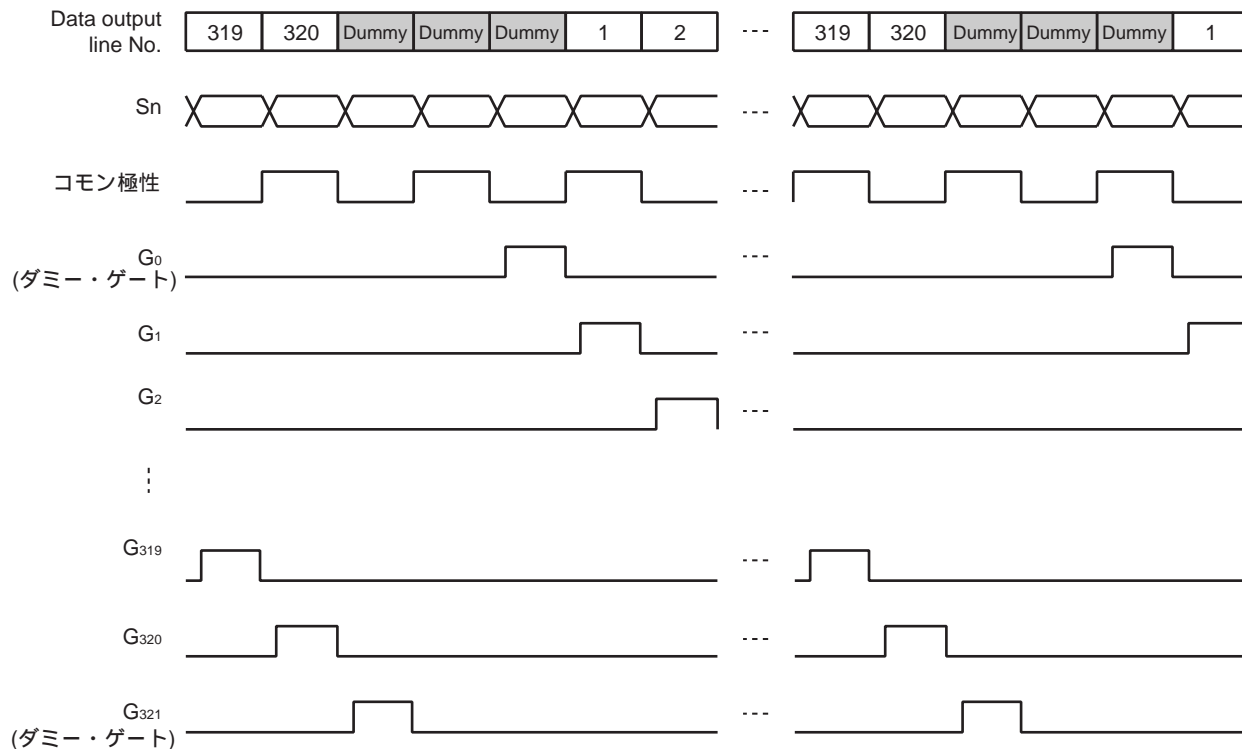 Data output
line No.
319 320 Dummy Dummy Dummy 1 2 319 320 Dummy Dummy Dummy 1
Sn
コモン極性
G0
(ダミー・ゲート)
G1
G2
G319
G320
G321
(ダミー・ゲート)